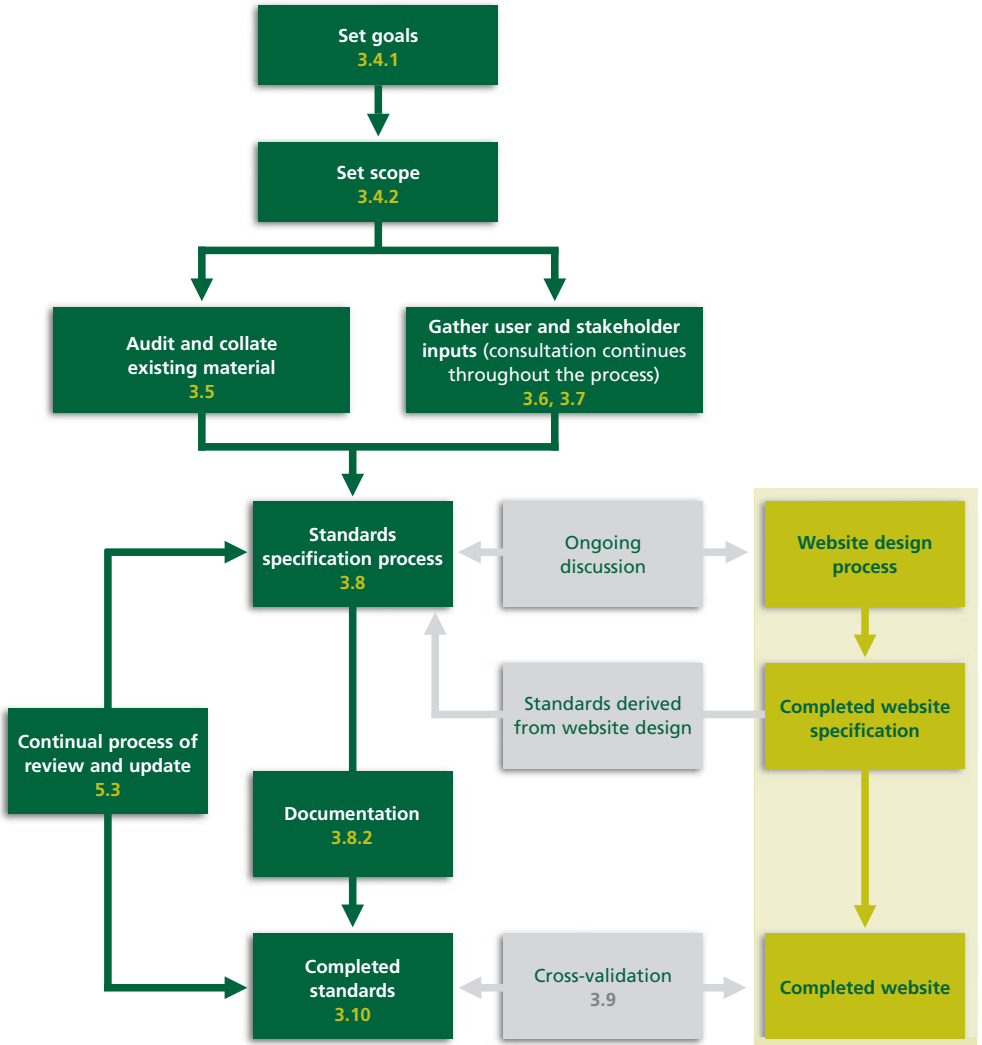 Set goals
3.4.1
Set scope
3.4.2
Audit and collate
existing material
3.5
Gather user and stakeholder
inputs (consultation continues
throughout the process)
3.6, 3.7
Standards
specification process
3.8
Ongoing
discussion
Website design
process
Standards derived
from website design
Completed website
specification
Continual process of
review and update
5.3
Documentation
3.8.2
Completed
standards
3.10
Cross-validation
3.9
Completed website